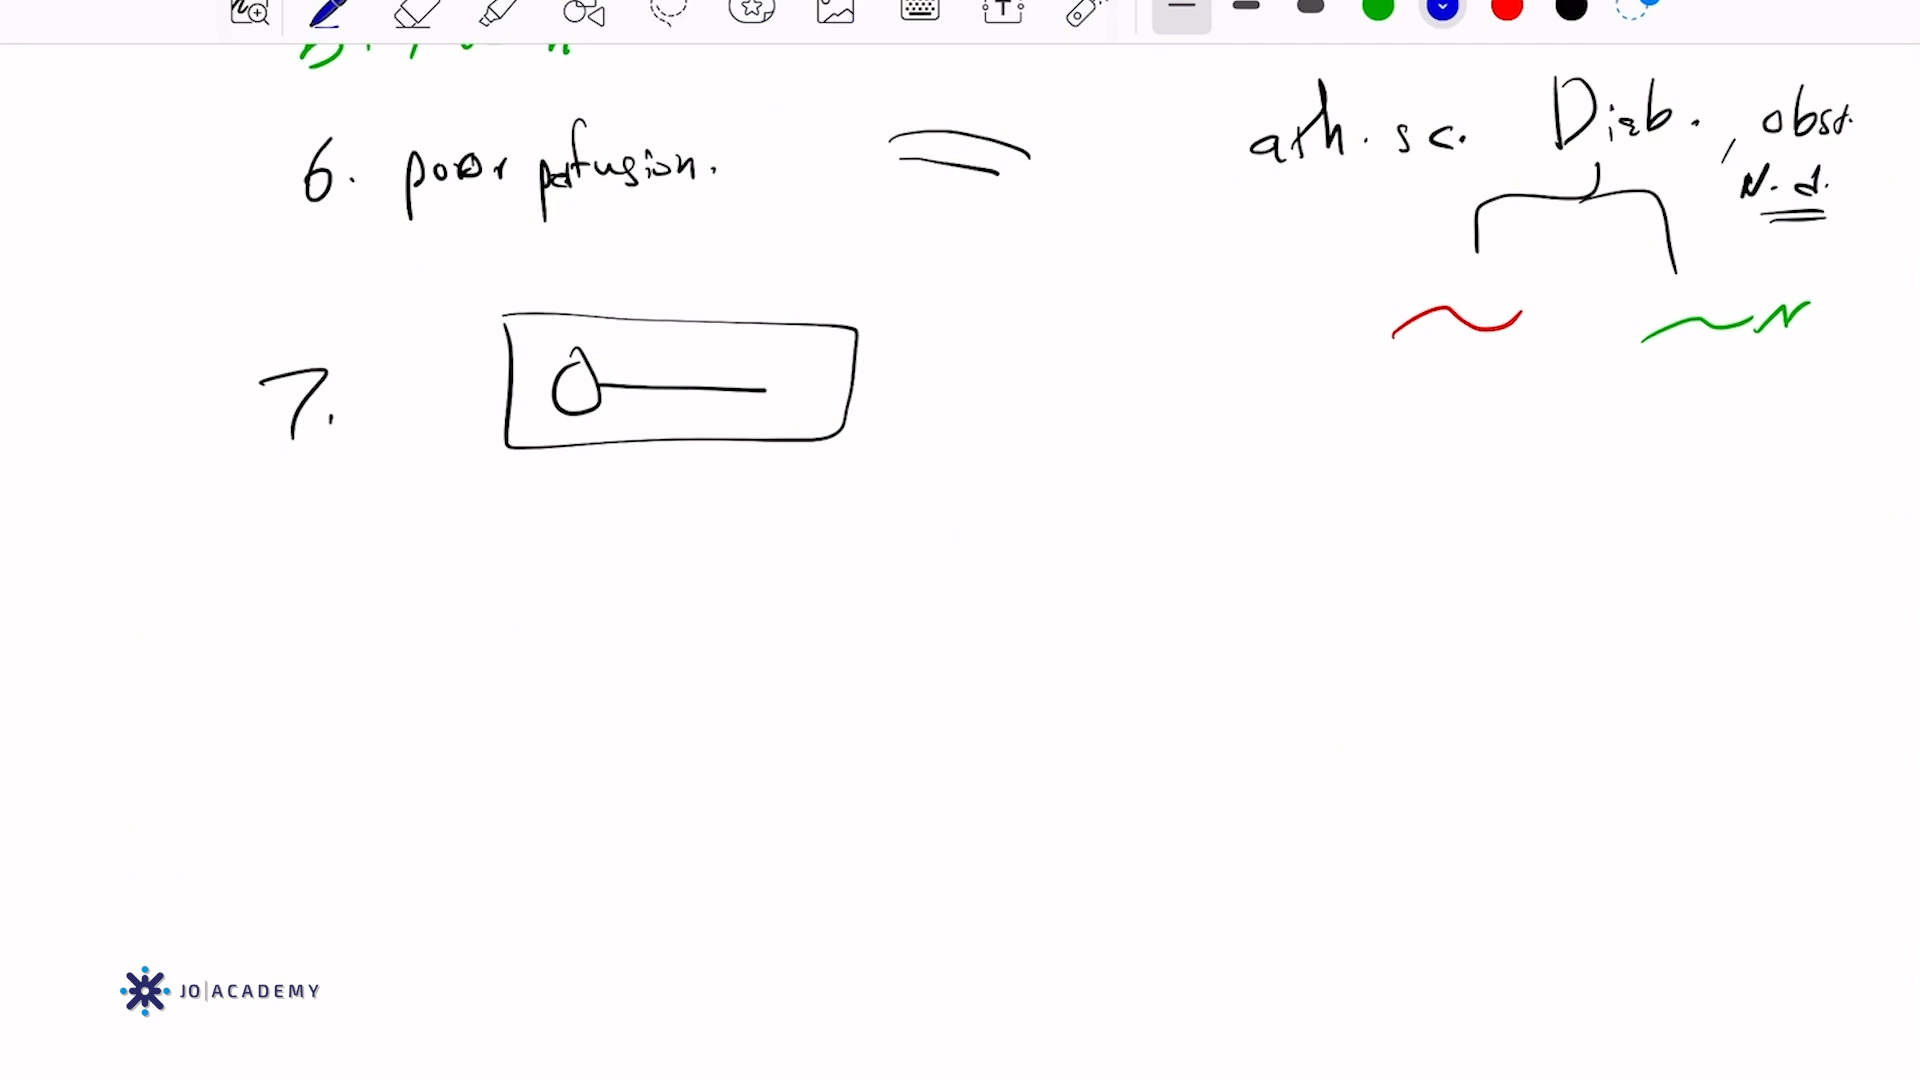 6. poor perfusion.
ath. sc. Diab. , obst.
N. d.
N
7.
JO|ACADEMY